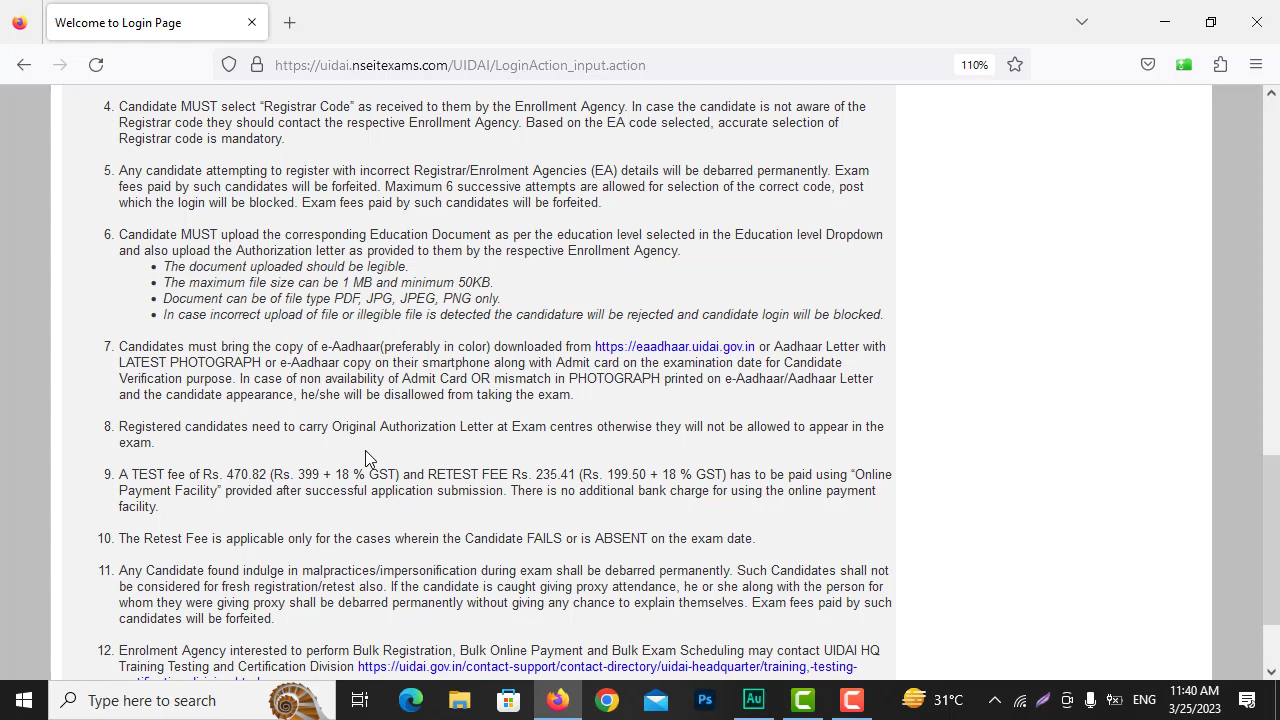 Welcome to Login Page
https://uidai.nseitexams.com/UIDAI/LoginAction_input.action
110%
4. Candidate MUST select “Registrar Code” as received to them by the Enrollment Agency. In case the candidate is not aware of the
Registrar code they should contact the respective Enrollment Agency. Based on the EA code selected, accurate selection of
Registrar code is mandatory.
5. Any candidate attempting to register with incorrect Registrar/Enrolment Agencies (EA) details will be debarred permanently. Exam
fees paid by such candidates will be forfeited. Maximum 6 successive attempts are allowed for selection of the correct code, post
which the login will be blocked. Exam fees paid by such candidates will be forfeited.
6. Candidate MUST upload the corresponding Education Document as per the education level selected in the Education level Dropdown
and also upload the Authorization letter as provided to them by the respective Enrollment Agency.
• The document uploaded should be legible.
• The maximum file size can be 1 MB and minimum 50KB.
• Document can be of file type PDF, JPG, JPEG, PNG only.
• In case incorrect upload of file or illegible file is detected the candidature will be rejected and candidate login will be blocked.
7. Candidates must bring the copy of e-Aadhaar(preferably in color) downloaded from https://eaadhaar.uidai.gov.in or Aadhaar Letter with
LATEST PHOTOGRAPH or e-Aadhaar copy on their smartphone along with Admit card on the examination date for Candidate
Verification purpose. In case of non availability of Admit Card OR mismatch in PHOTOGRAPH printed on e-Aadhaar/Aadhaar Letter
and the candidate appearance, he/she will be disallowed from taking the exam.
8. Registered candidates need to carry Original Authorization Letter at Exam centres otherwise they will not be allowed to appear in the
exam.
9. A TEST fee of Rs. 470.82 (Rs. 399 + 18 % GST) and RETEST FEE Rs. 235.41 (Rs. 199.50 + 18 % GST) has to be paid using “Online
Payment Facility” provided after successful application submission. There is no additional bank charge for using the online payment
facility.
10. The Retest Fee is applicable only for the cases wherein the Candidate FAILS or is ABSENT on the exam date.
11. Any Candidate found indulge in malpractices/impersonification during exam shall be debarred permanently. Such Candidates shall not
be considered for fresh registration/retest also. If the candidate is caught giving proxy attendance, he or she along with the person for
whom they were giving proxy shall be debarred permanently without giving any chance to explain themselves. Exam fees paid by such
candidates will be forfeited.
12. Enrolment Agency interested to perform Bulk Registration, Bulk Online Payment and Bulk Exam Scheduling may contact UIDAI HQ
Training Testing and Certification Division https://uidai.gov.in/contact-support/contact-directory/uidai-headquarter/training,-testing-
Type here to search
Ps
Au
C
C
31°C
ENG
11:40 AM
3/25/2023